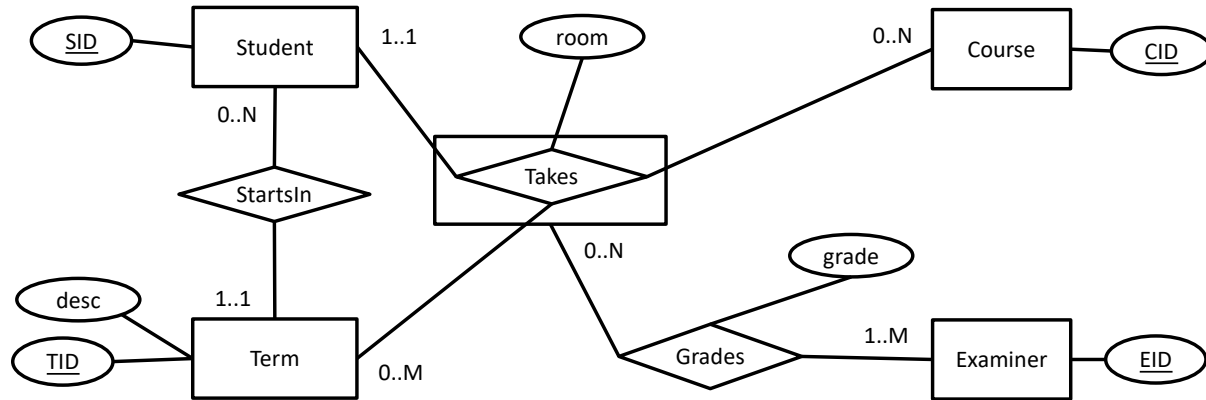 SID
Student
1..1
room
0..N
Course
CID
0..N
Takes
StartsIn
0..N
grade
desc
1..1
TID
Term
0..M
Grades
1..M
Examiner
EID